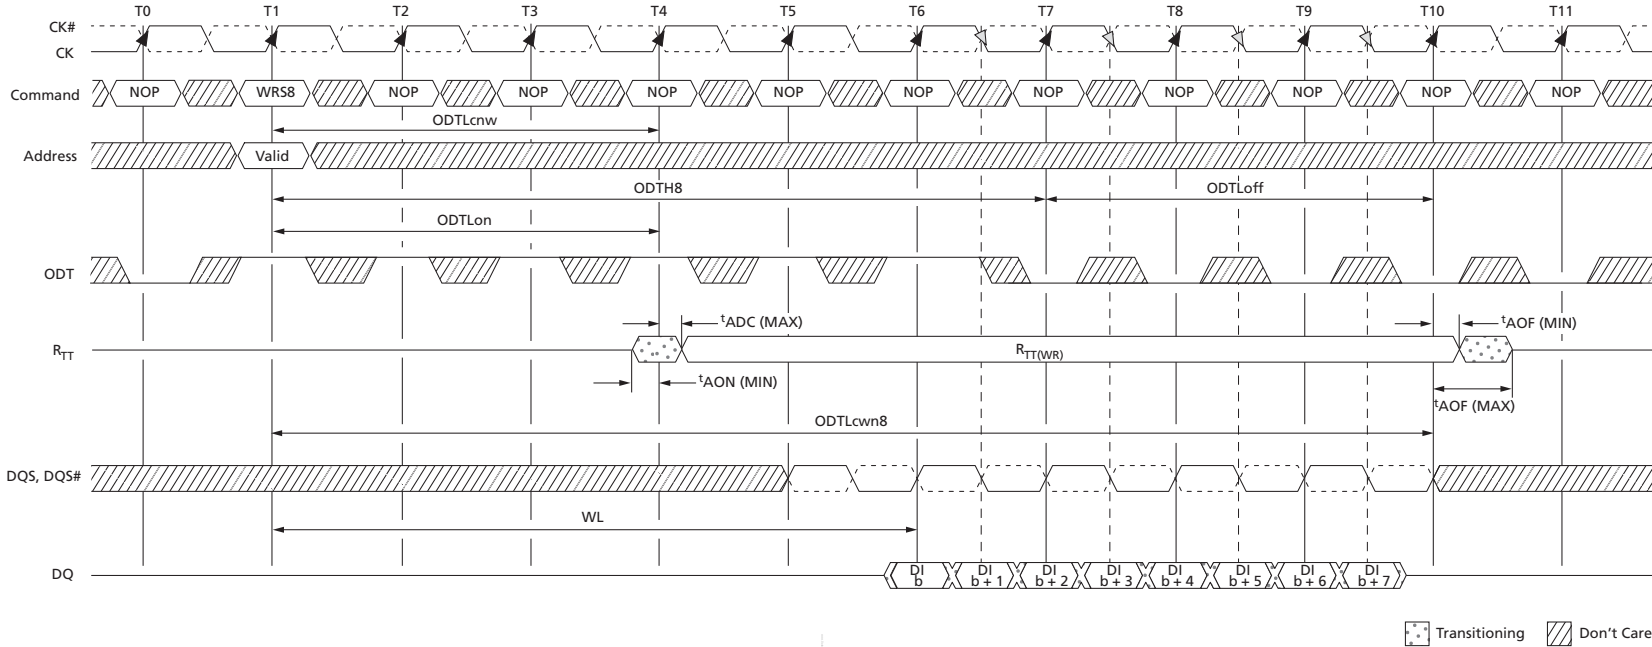 T0 T1 T2 T3 T4 T5 T6 T7 T8 T9 T10 T11
CK#
CK
Command NOP WRS8 NOP NOP NOP NOP NOP NOP NOP NOP NOP NOP
ODTLcnw
Address Valid
ODTH8 ODTLoff
ODTLon
ODT
tADC (MAX) tAOF (MIN)
RTT RTT(WR)
tAON (MIN)
tAOF (MAX)
ODTLcwn8
DQS, DQS#
WL
DQ DI b DI b + 1 DI b + 2 DI b + 3 DI b + 4 DI b + 5 DI b + 6 DI b + 7
Transitioning Don't Care